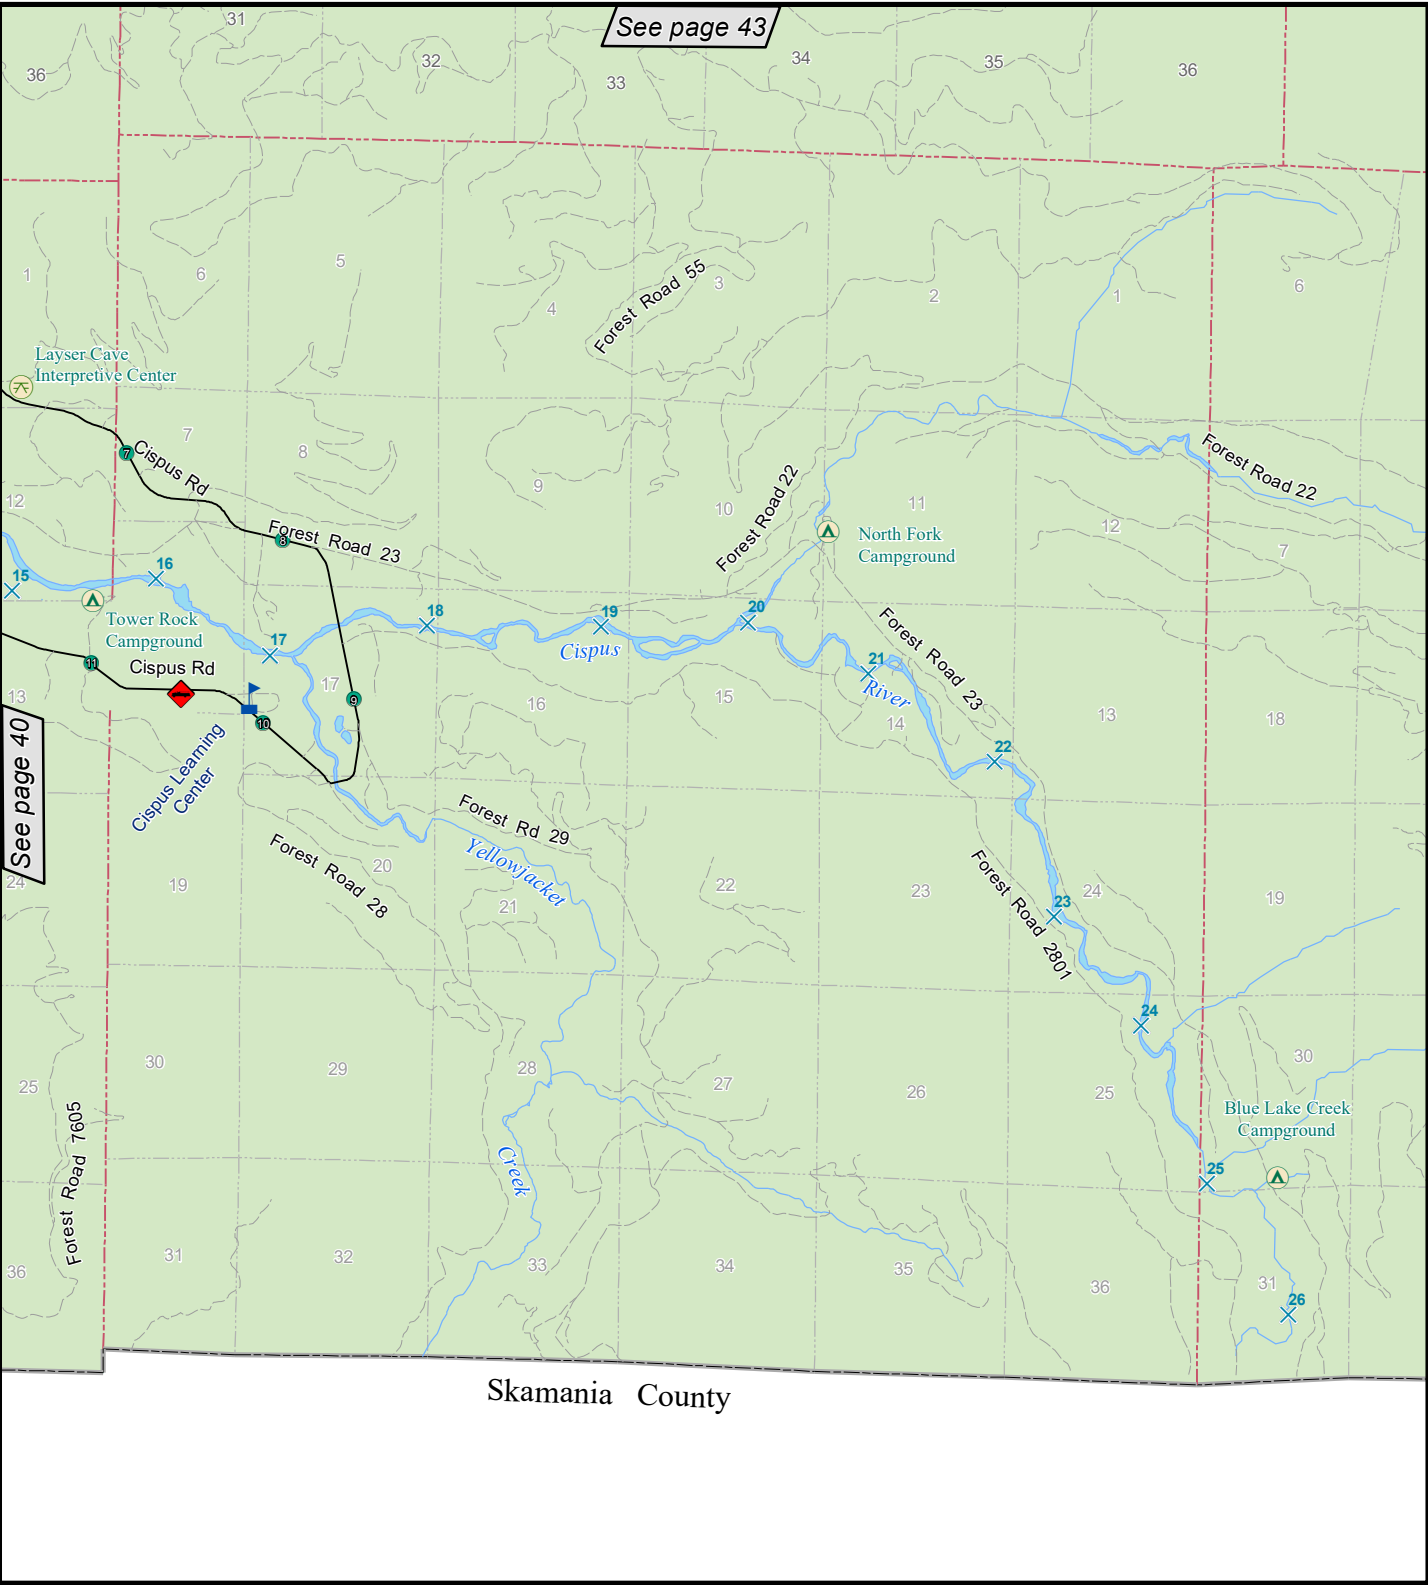 See page 43
31
32
33
34
35
36
36
1
6
5
4
Forest Road 55
3
2
1
6
Layser Cave
Interpretive Center
7
Cispus Rd
7
8
9
10
Forest Road 22
11
12
Forest Road 22
7
12
8
Forest Road 23
North Fork
Campground
15
16
Tower Rock
Campground
17
18
19
20
Cispus
21
River
Forest Road 23
11
Cispus Rd
13
17
9
10
16
15
14
13
18
22
See page 40
Cispus Learning
Center
Forest Rd 29
Yellowjacket
Forest Road 28
20
24
19
21
22
23
Forest Road 2801
23
24
19
24
30
29
28
27
26
25
30
25
Forest Road 7605
Blue Lake Creek
Campground
Creek
25
36
31
32
33
34
35
36
31
26
Skamania County